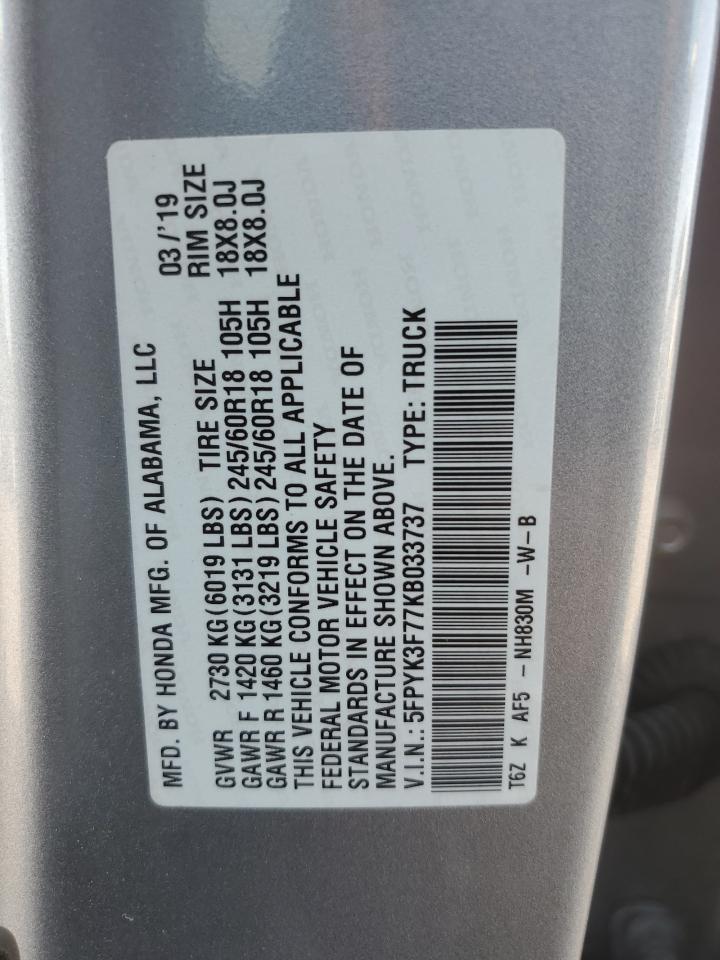 MFD. BY HONDA MFG. OF ALABAMA, LLC 03/'19
GVWR 2730 KG(6019 LBS) TIRE SIZE RIM SIZE
GAWR F 1420 KG(3131 LBS) 245/60R18 105H 18X8.0J
GAWR R 1460 KG(3219 LBS) 245/60R18 105H 18X8.0J
THIS VEHICLE CONFORMS TO ALL APPLICABLE
FEDERAL MOTOR VEHICLE SAFETY
STANDARDS IN EFFECT ON THE DATE OF
MANUFACTURE SHOWN ABOVE.
V.I.N.: 5FPYK3F77KB033737 TYPE: TRUCK
T6Z K AF5 - NH830M -W-B